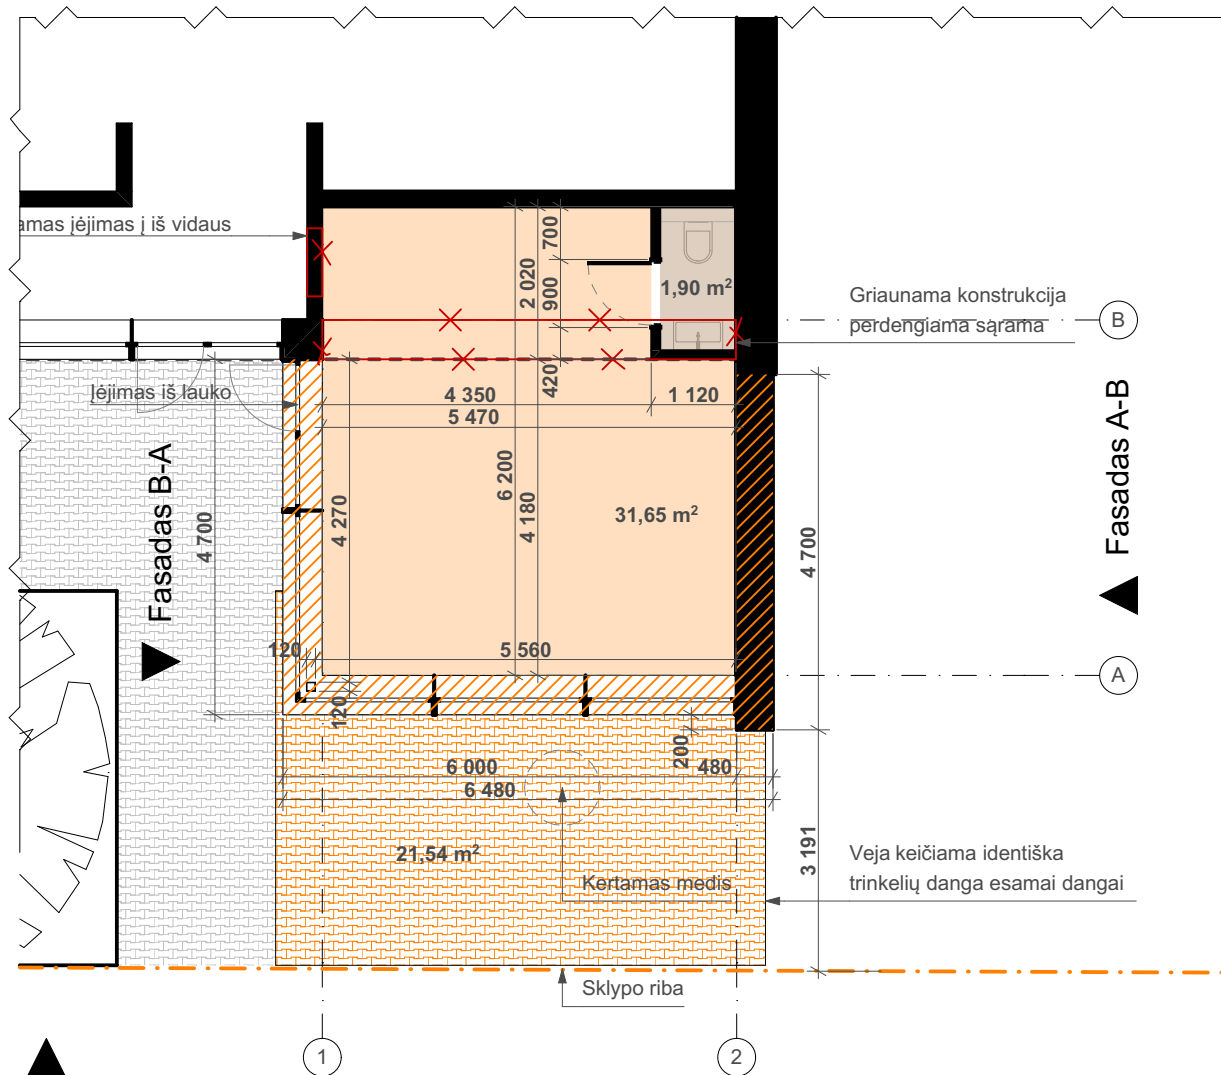 amas įėjimas į iš vidaus
700
2 020
900
1,90 m²
Griaunama konstrukcija
perdengiama sąrama
B
Įėjimas iš lauko
420
4 350
1 120
5 470
Fasadas B-A
Fasadas A-B
6 200
4 180
4 270
4 700
31,65 m²
4 700
120
5 560
A
120
200
6 000
480
6 480
21,54 m²
Kertamas medis
3 191
Veja keičiama identiška
trinkelių danga esamai dangai
Sklypo riba
1
2